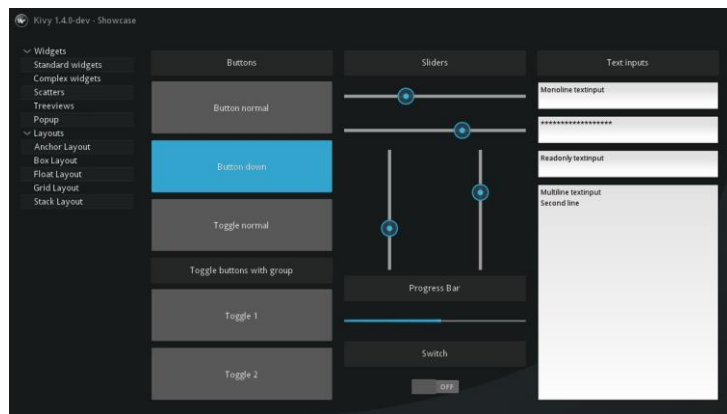 Kivy 1.4.0-dev - Showcase
Widgets
Standard widgets
Complex widgets
Scatters
Treeviews
Popup
Layouts
Anchor Layout
Box Layout
Float Layout
Grid Layout
Stack Layout
Buttons
Button normal
Button down
Toggle normal
Toggle buttons with group
Toggle 1
Toggle 2
Sliders
Progress Bar
Switch
OFF
Text inputs
Monoline textinput
******************
Readonly textinput
Multiline textinput
Second line